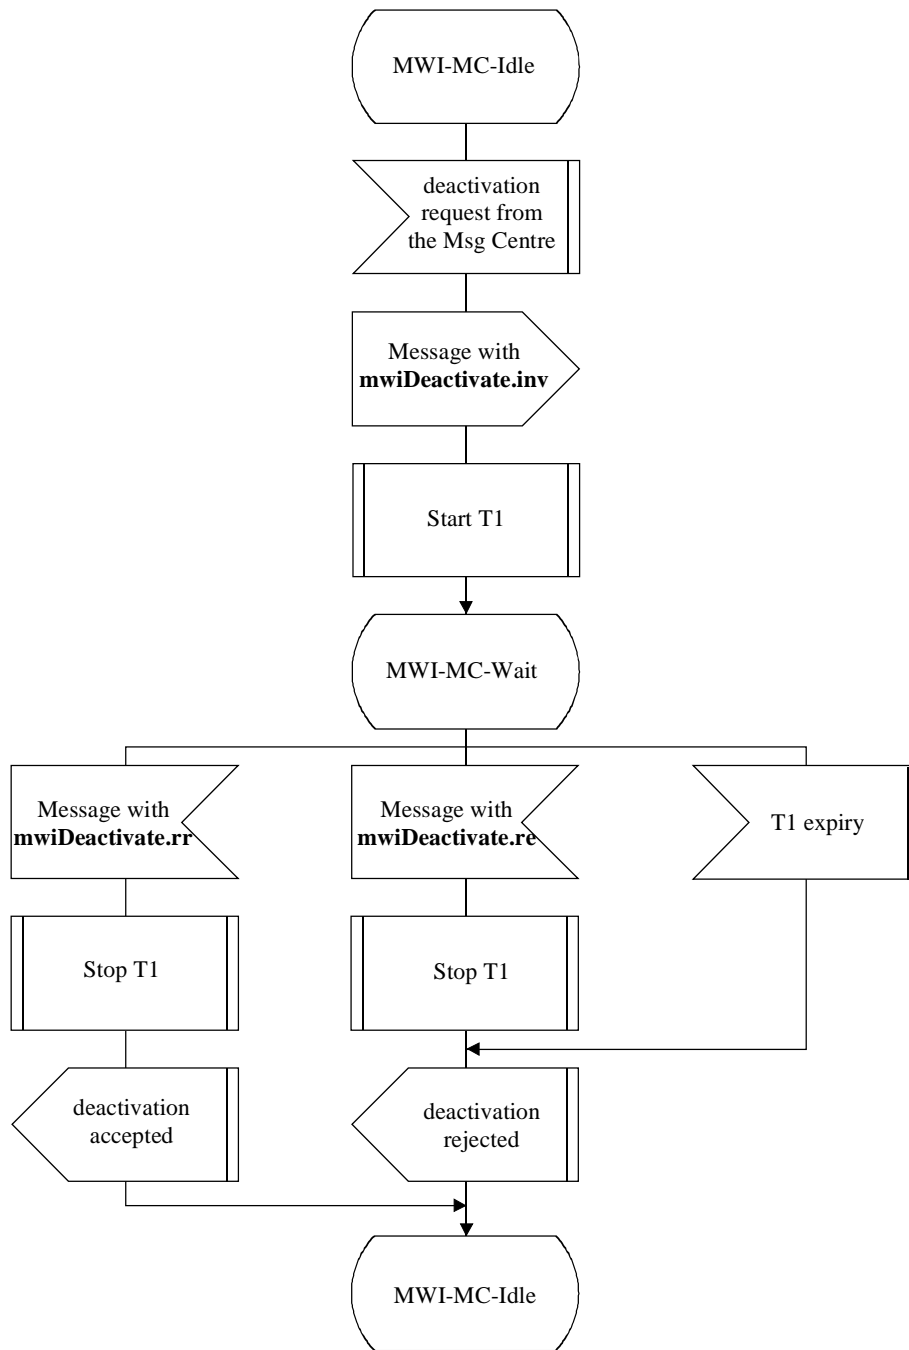 MWI-MC-Idle
deactivation
request from
the Msg Centre
Message with
mwiDeactivate.inv
Start T1
MWI-MC-Wait
Message with
mwiDeactivate.rr
Message with
mwiDeactivate.re
T1 expiry
Stop T1
Stop T1
deactivation
accepted
deactivation
rejected
MWI-MC-Idle